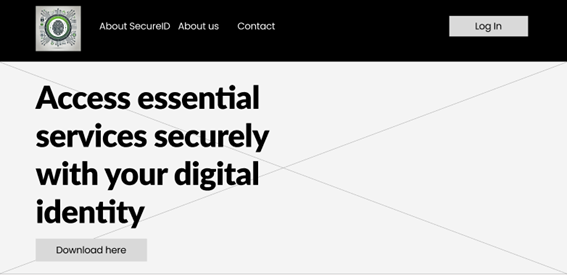 About SecureID About us Contact Log In
Access essential
services securely
with your digital
identity
Download here